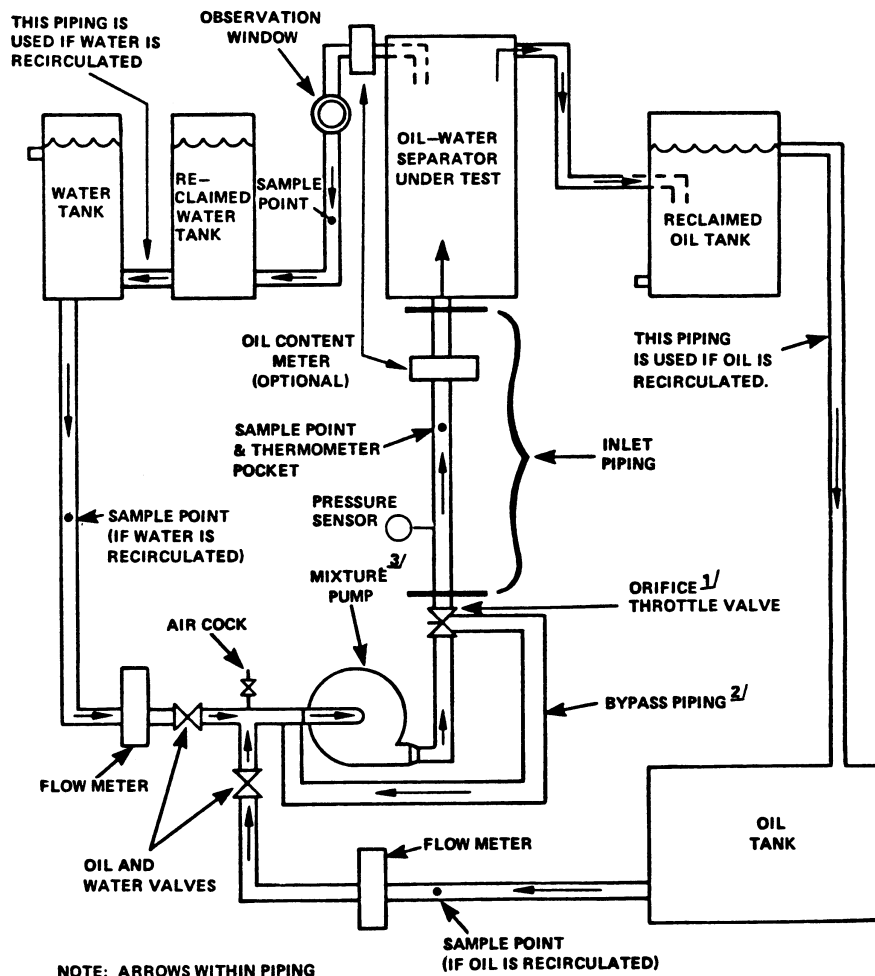 THIS PIPING IS
USED IF WATER IS
RECIRCULATED
OBSERVATION
WINDOW
WATER
TANK
RE-
CLAIMED
WATER
TANK
SAMPLE
POINT
OIL-WATER
SEPARATOR
UNDER TEST
RECLAIMED
OIL TANK
OIL CONTENT
METER
(OPTIONAL)
THIS PIPING
IS USED IF OIL IS
RECIRCULATED.
SAMPLE POINT
& THERMOMETER
POCKET
INLET
PIPING
SAMPLE POINT
(IF WATER IS
RECIRCULATED)
PRESSURE
SENSOR
MIXTURE 3/
PUMP
ORIFICE 1/
THROTTLE VALVE
AIR COCK
BYPASS PIPING 2/
FLOW METER
OIL AND
WATER VALVES
FLOW METER
OIL
TANK
SAMPLE POINT
(IF OIL IS RECIRCULATED)
NOTE: ARROWS WITHIN PIPING